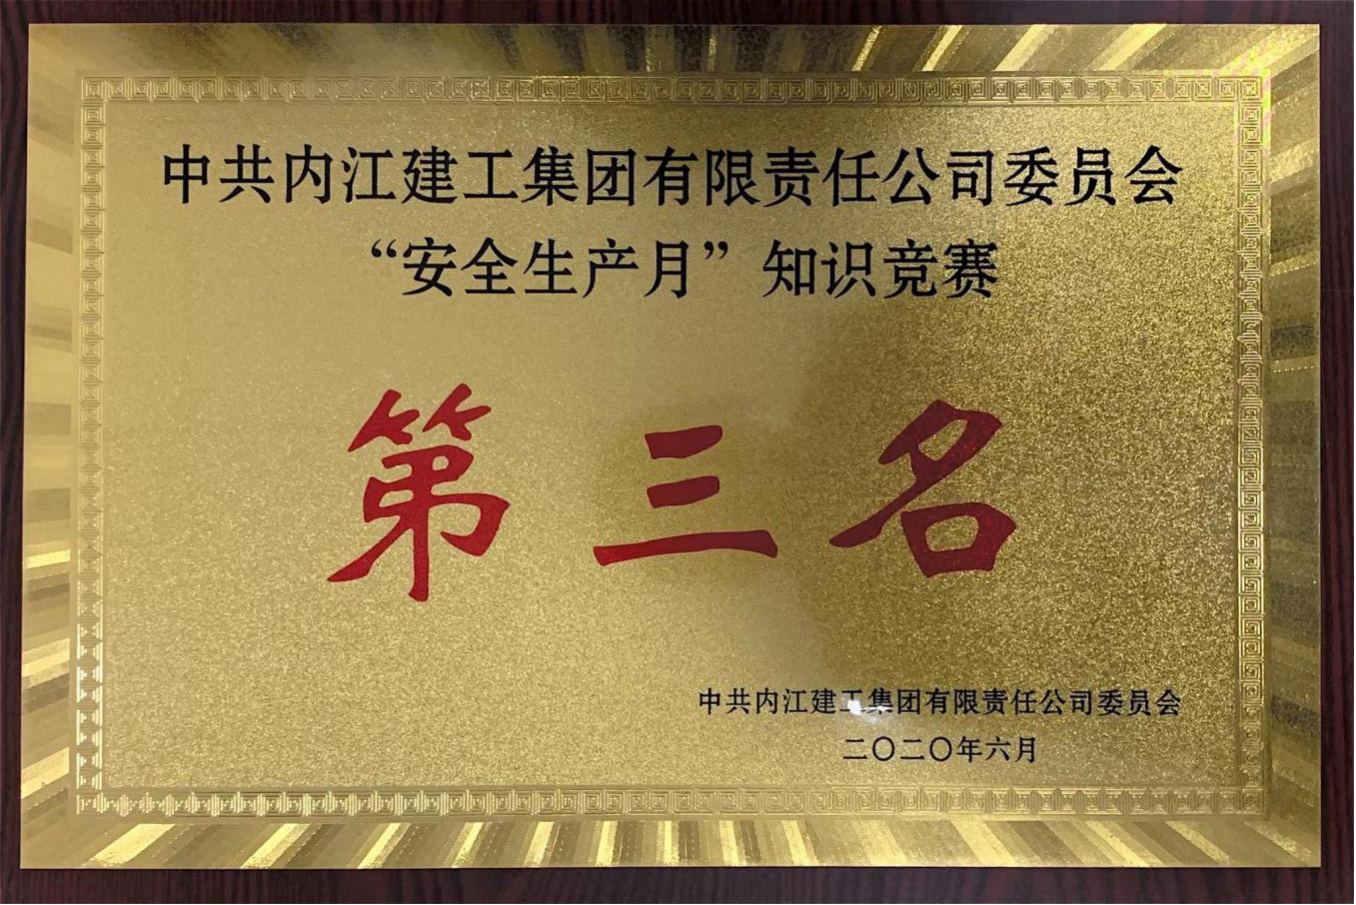 中共内江建工集团有限责任公司委员会
“安全生产月”知识竞赛
第三名
中共内江建工集团有限责任公司委员会
二〇二〇年六月